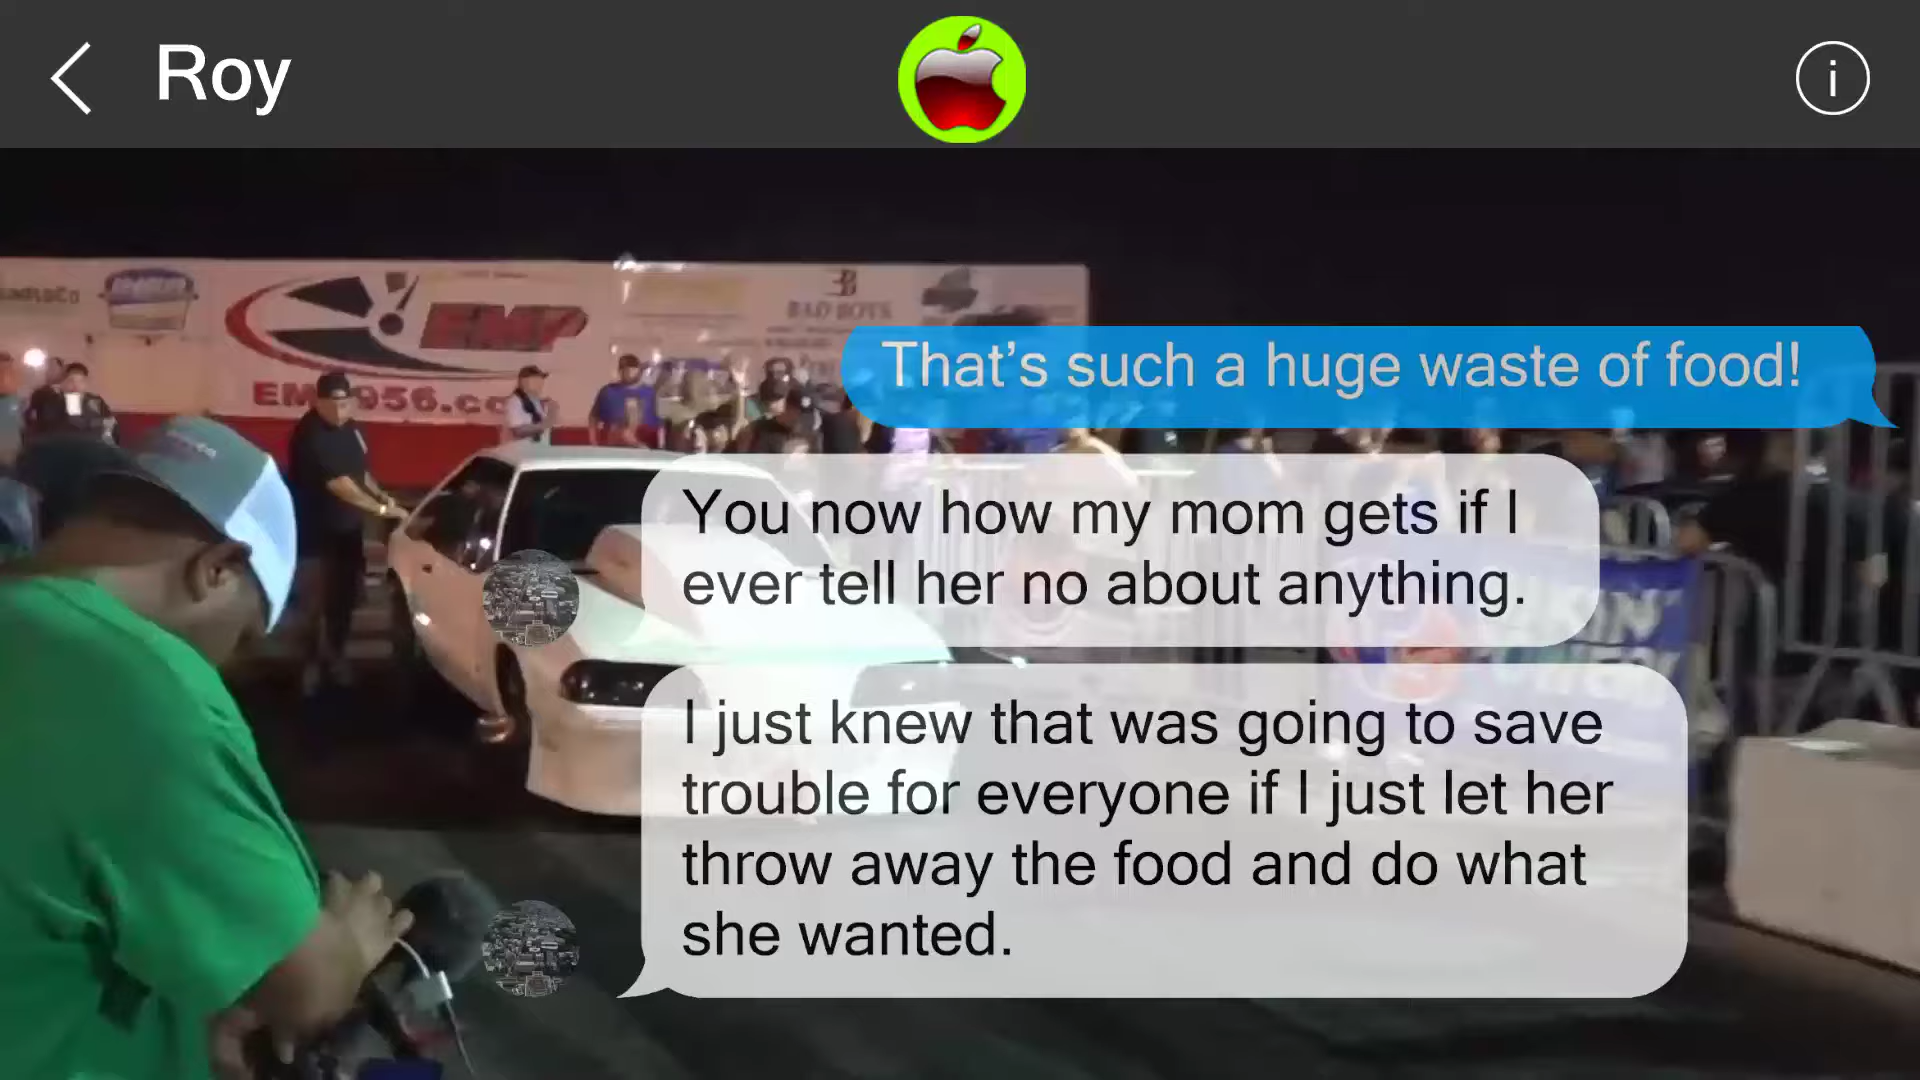 Roy
i
EMP
BAD BOYS
That’s such a huge waste of food!
You now how my mom gets if I
ever tell her no about anything.
I just knew that was going to save
trouble for everyone if I just let her
throw away the food and do what
she wanted.